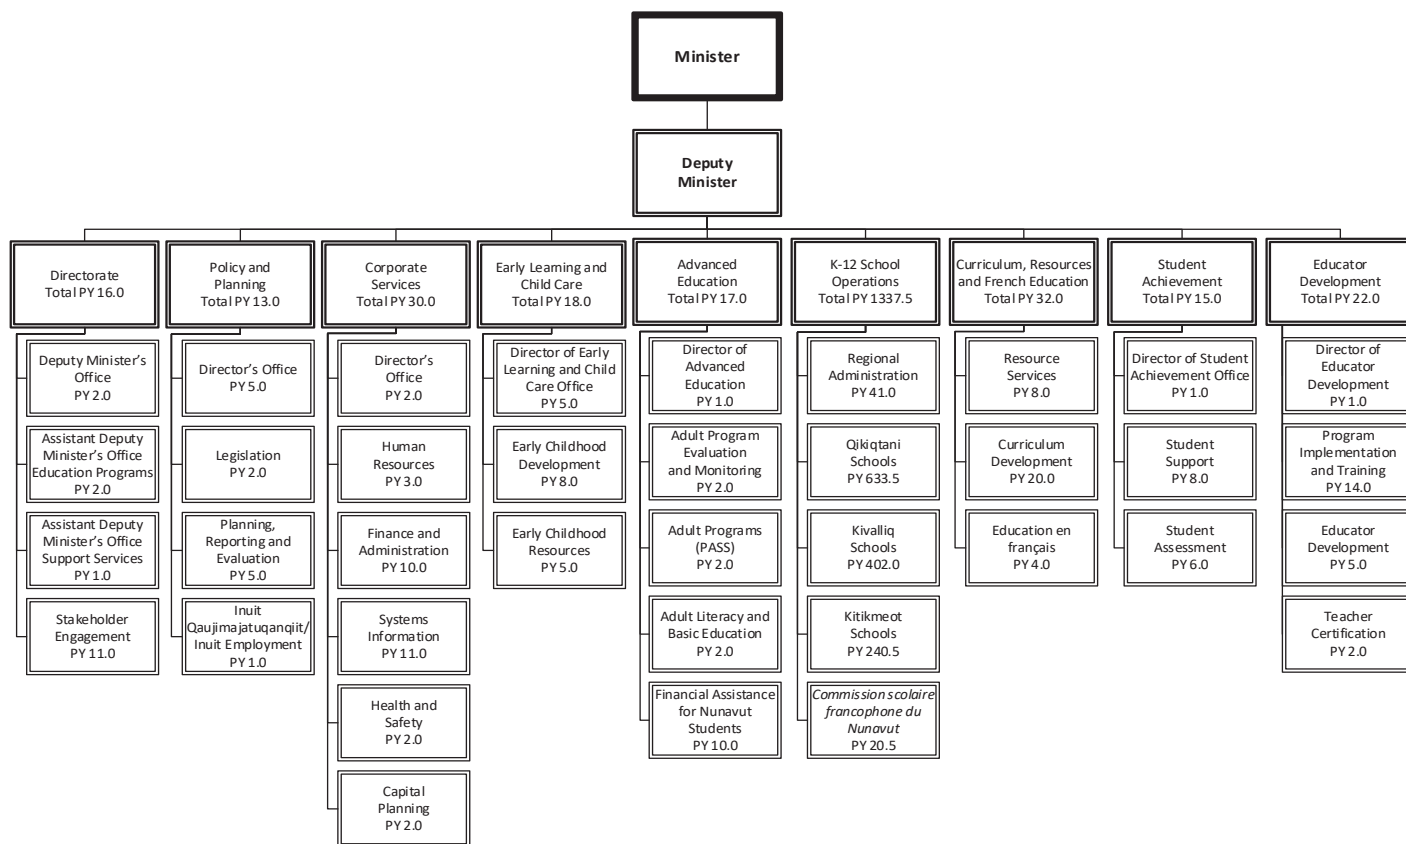 Minister
Deputy
Minister
Directorate
Total PY 16.0
Policy and
Planning
Total PY 13.0
Corporate
Services
Total PY 30.0
Early Learning and
Child Care
Total PY 18.0
Advanced
Education
Total PY 17.0
K-12 School
Operations
Total PY 1337.5
Curriculum, Resources
and French Education
Total PY 32.0
Student
Achievement
Total PY 15.0
Educator
Development
Total PY 22.0
Deputy Minister's
Office
PY 2.0
Assistant Deputy
Minister's Office
Education Programs
PY 2.0
Assistant Deputy
Minister's Office
Support Services
PY 1.0
Stakeholder
Engagement
PY 11.0
Director's Office
PY 5.0
Legislation
PY 2.0
Planning,
Reporting and
Evaluation
PY 5.0
Inuit
Qaujimajatuqanqiit/
Inuit Employment
PY 1.0
Director's
Office
PY 2.0
Human
Resources
PY 3.0
Finance and
Administration
PY 10.0
Systems
Information
PY 11.0
Health and
Safety
PY 2.0
Capital
Planning
PY 2.0
Director of Early
Learning and Child
Care Office
PY 5.0
Early Childhood
Development
PY 8.0
Early Childhood
Resources
PY 5.0
Director of
Advanced
Education
PY 1.0
Adult Program
Evaluation
and Monitoring
PY 2.0
Adult Programs
(PASS)
PY 2.0
Adult Literacy and
Basic Education
PY 2.0
Financial Assistance
for Nunavut
Students
PY 10.0
Regional
Administration
PY 41.0
Qikiqtani
Schools
PY 633.5
Kivalliq
Schools
PY 402.0
Kitikmeot
Schools
PY 240.5
Commission scolaire
francophone du
Nunavut
PY 20.5
Resource
Services
PY 8.0
Curriculum
Development
PY 20.0
Education en
français
PY 4.0
Director of Student
Achievement Office
PY 1.0
Student
Support
PY 8.0
Student
Assessment
PY 6.0
Director of
Educator
Development
PY 1.0
Program
Implementation
and Training
PY 14.0
Educator
Development
PY 5.0
Teacher
Certification
PY 2.0